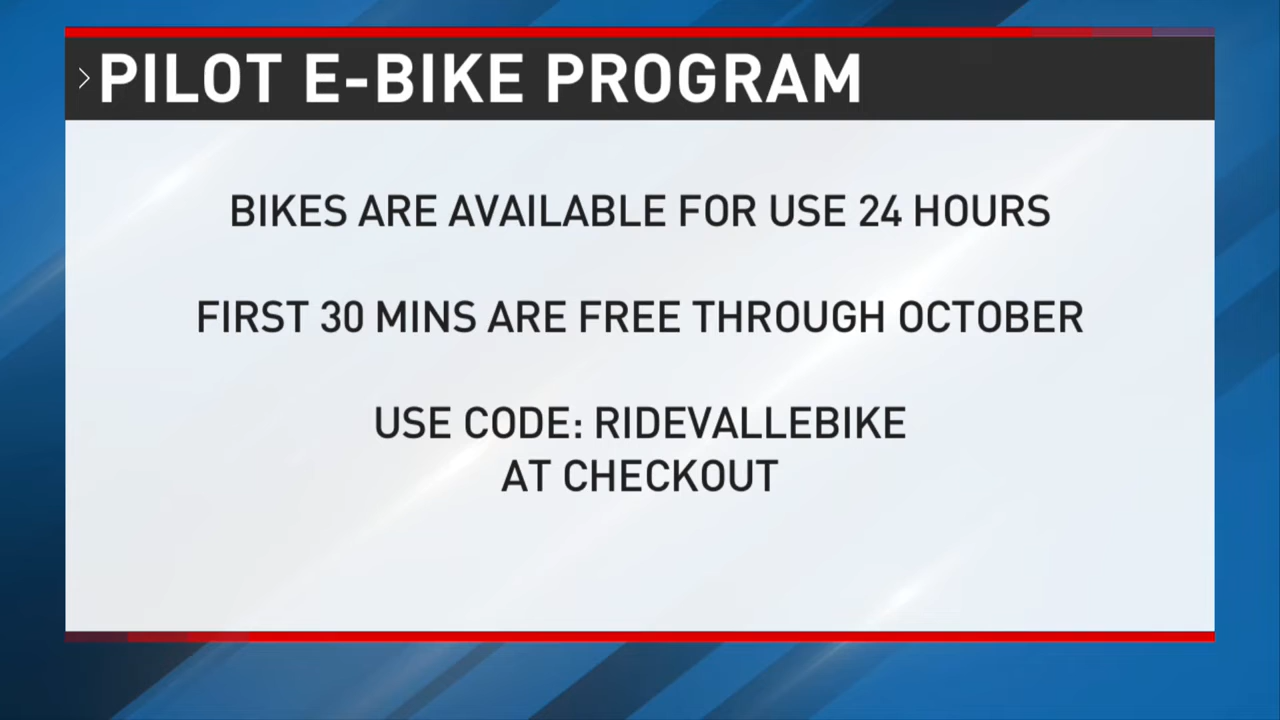 PILOT E-BIKE PROGRAM
BIKES ARE AVAILABLE FOR USE 24 HOURS
FIRST 30 MINS ARE FREE THROUGH OCTOBER
USE CODE: RIDEVALLEBIKE
AT CHECKOUT